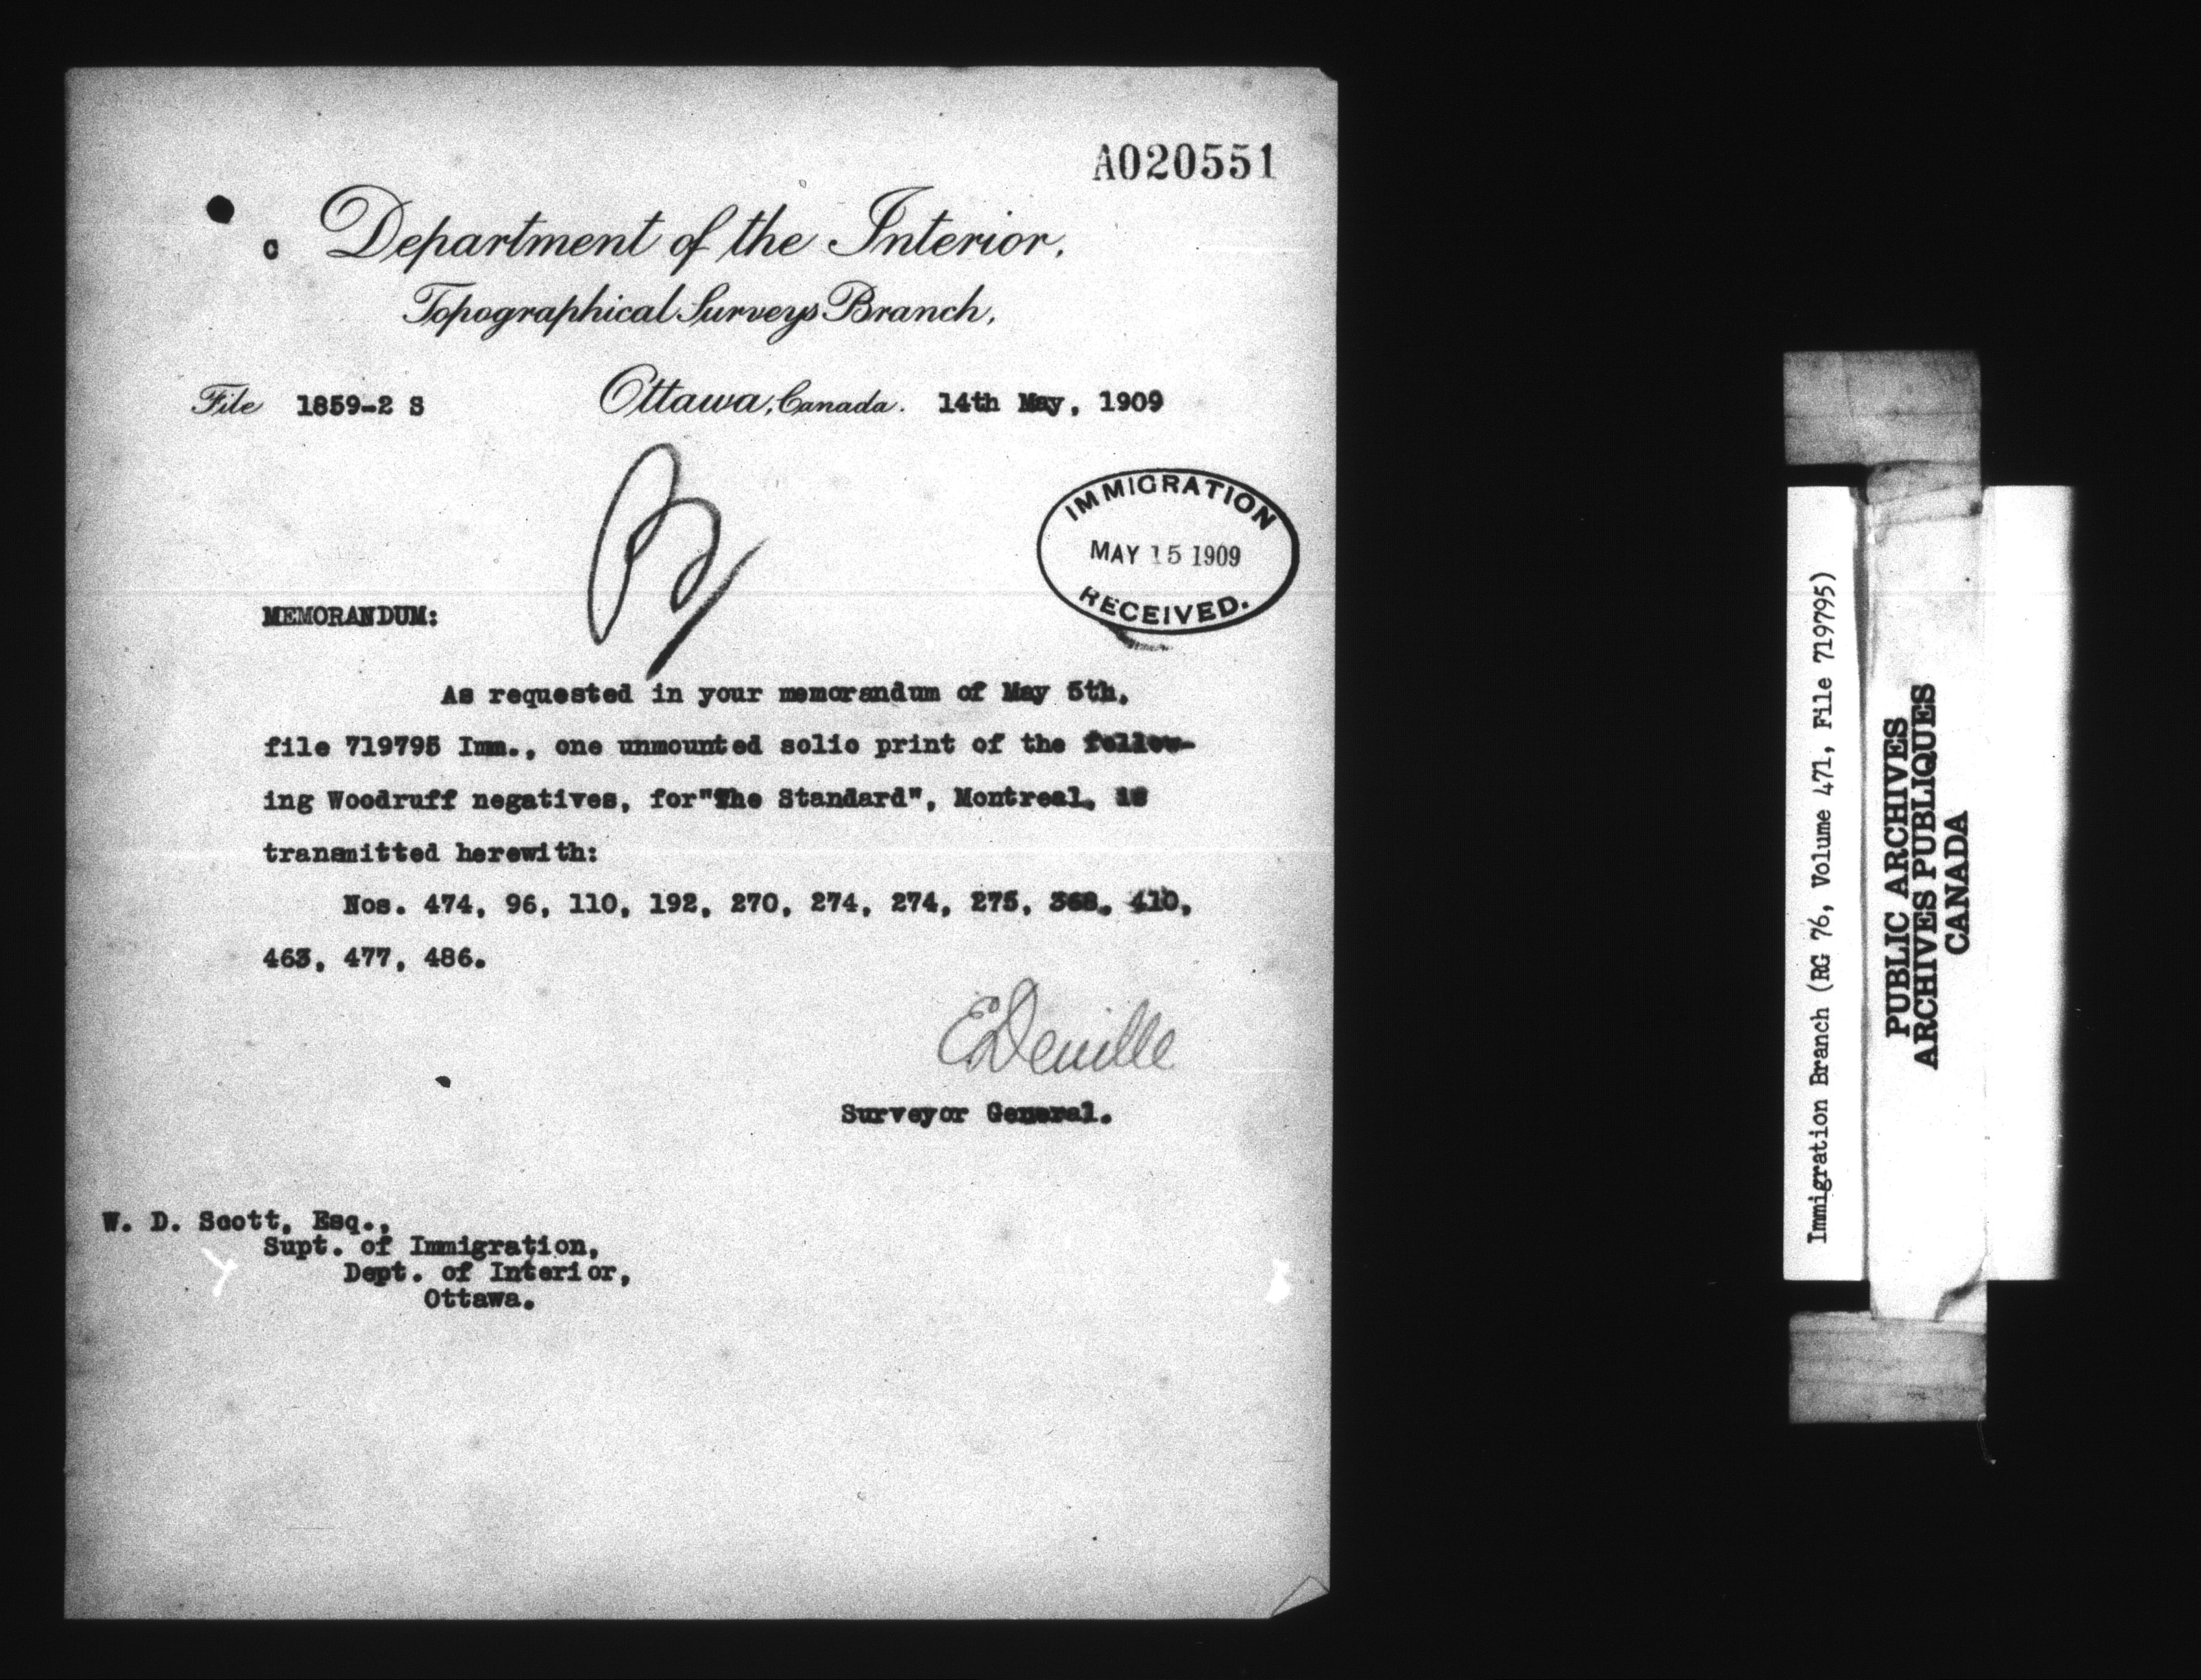 A020551
c Department of the Interior,
Topographical Surveys Branch,
File 1859-2 S Ottawa, Canada. 14th May, 1909
IMMIGRATION
MAY 15 1909
RECEIVED.
MEMORANDUM:
As requested in your memorandum of May 5th,
file 719795 Imm., one unmounted solio print of the follow-
ing Woodruff negatives, for"The Standard", Montreal, is
transmitted herewith:
Nos. 474, 96, 110, 192, 270, 274, 274, 275, 368, 410,
463, 477, 486.
E Deville
Surveyor General.
W. D. Scott, Esq.,
Supt. of Immigration,
Dept. of Interior,
Ottawa.
Immigration Branch (RG 76, Volume 471, File 719795)
PUBLIC ARCHIVES
ARCHIVES PUBLIQUES
CANADA